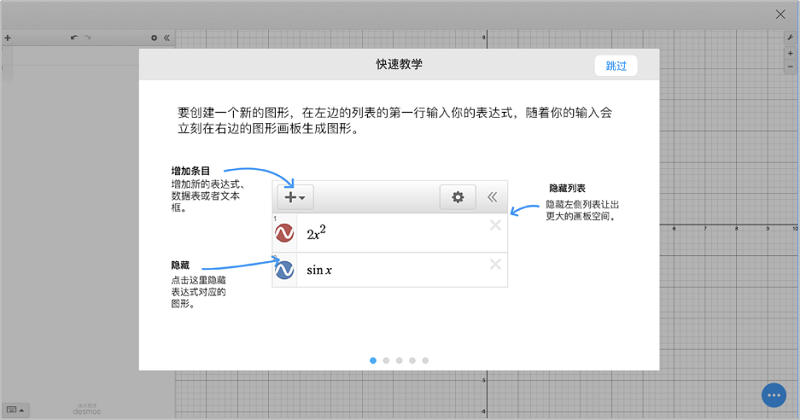 快速教学
跳过
要创建一个新的图形，在左边的列表的第一行输入你的表达式，随着你的输入会
立刻在右边的图形画板生成图形。
增加条目
增加新的表达式、
数据表或者文本
框。
隐藏列表
隐藏左侧列表让出
更大的画板空间。
1
2x²
隐藏
点击这里隐藏
表达式对应的
图形。
sin x
desmos